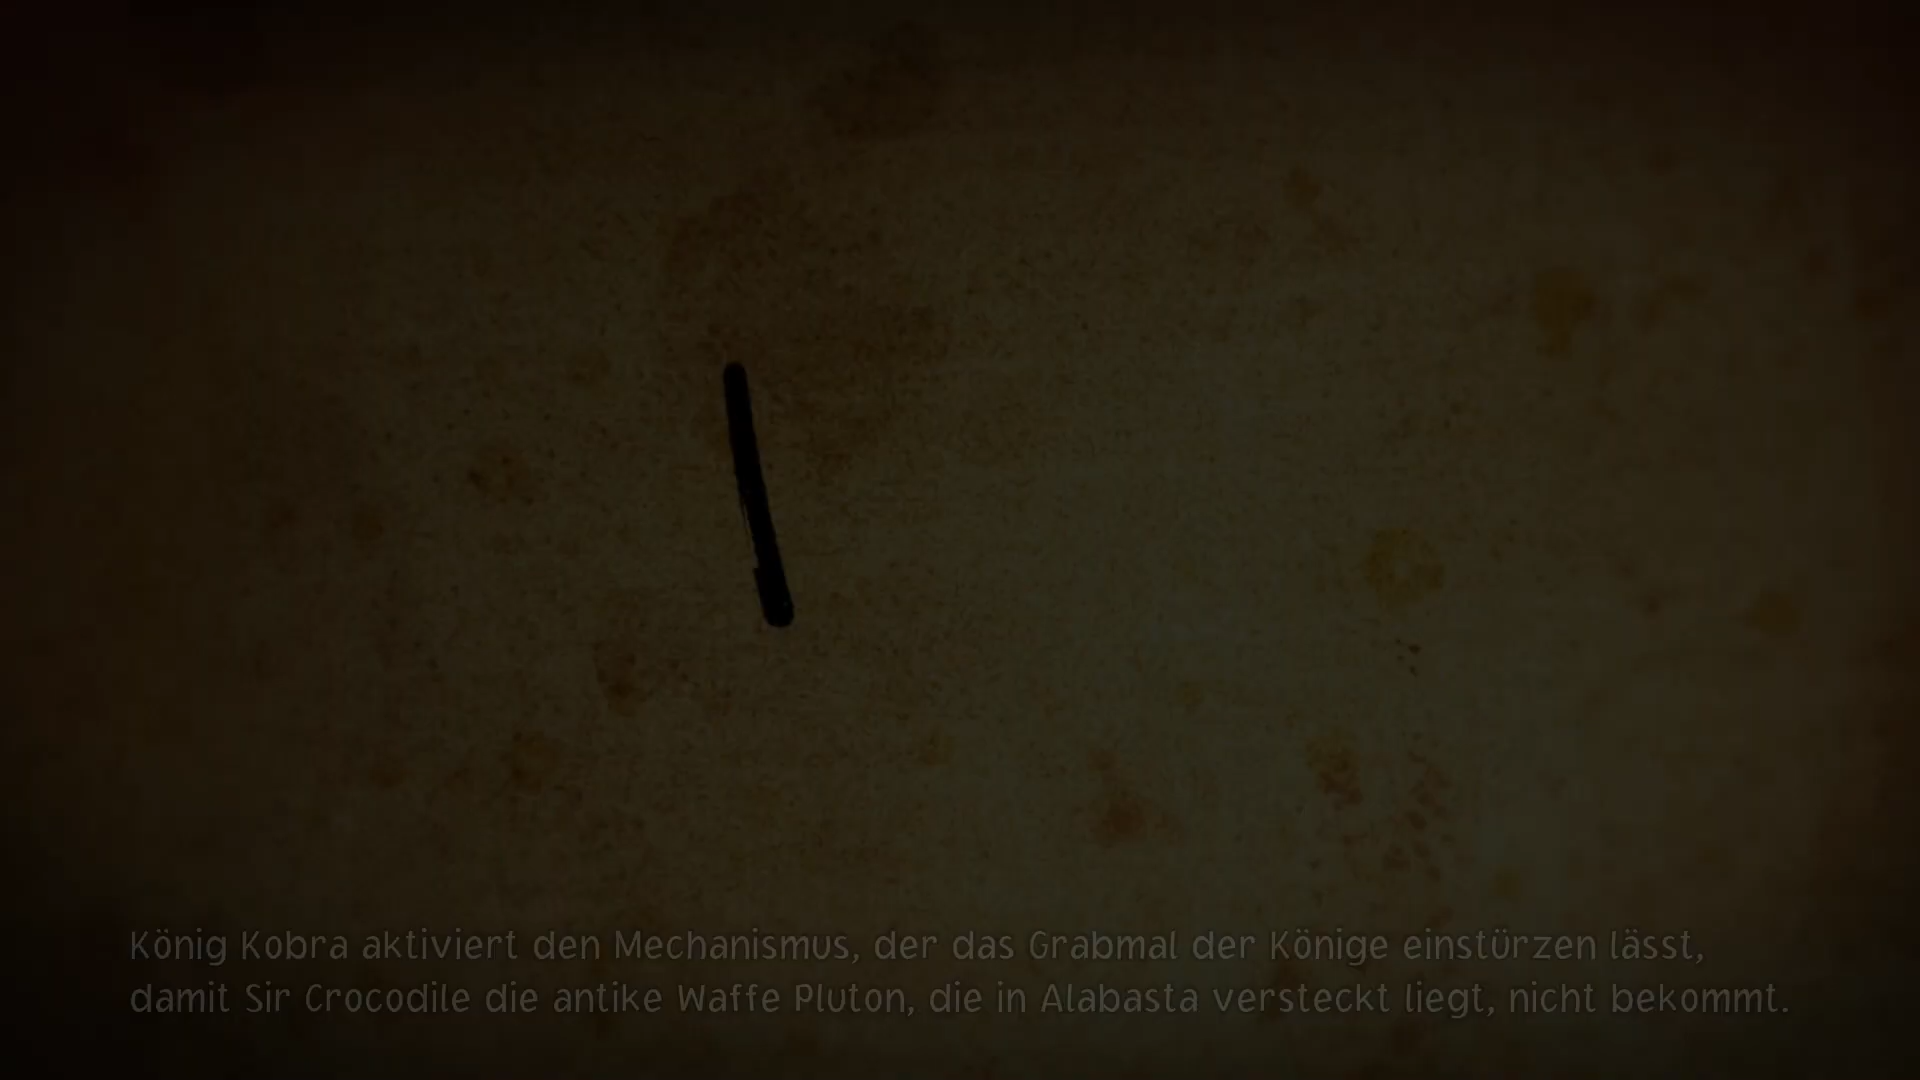 König Kobra aktiviert den Mechanismus, der das Grabmal der Könige einstürzen lässt,
damit Sir Crocodile die antike Waffe Pluton, die in Alabasta versteckt liegt, nicht bekommt.